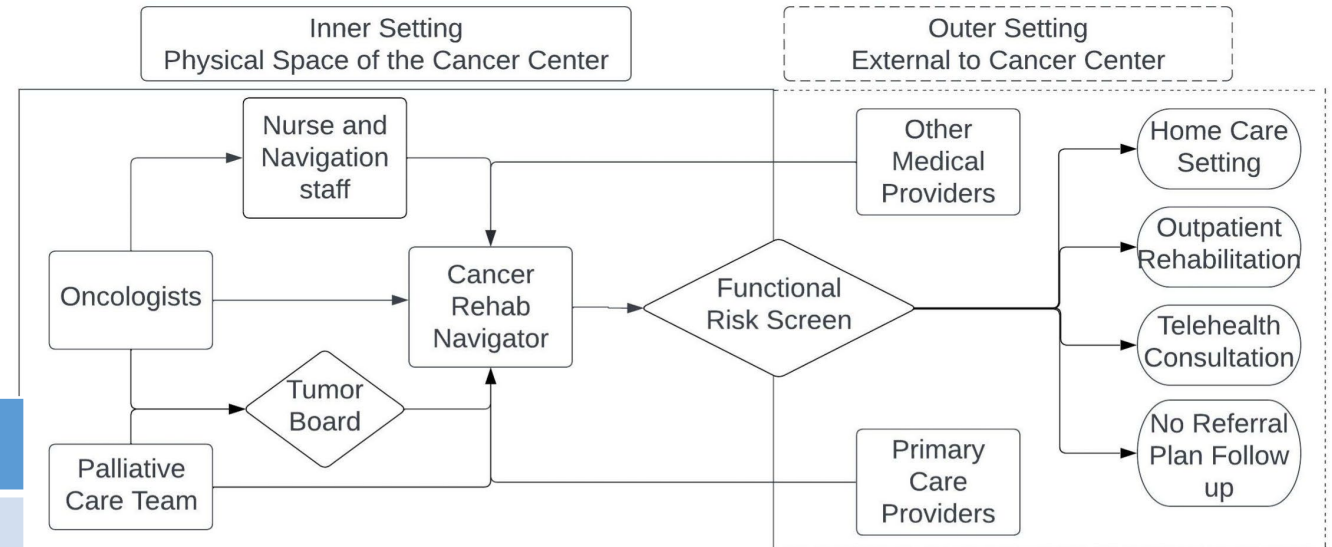 Inner Setting
Physical Space of the Cancer Center
Outer Setting
External to Cancer Center
Nurse and
Navigation
staff
Other
Medical
Providers
Home Care
Setting
Oncologists
Cancer
Rehab
Navigator
Functional
Risk Screen
Outpatient
Rehabilitation
Telehealth
Consultation
Tumor
Board
No Referral
Plan Follow
up
Palliative
Care Team
Primary
Care
Providers